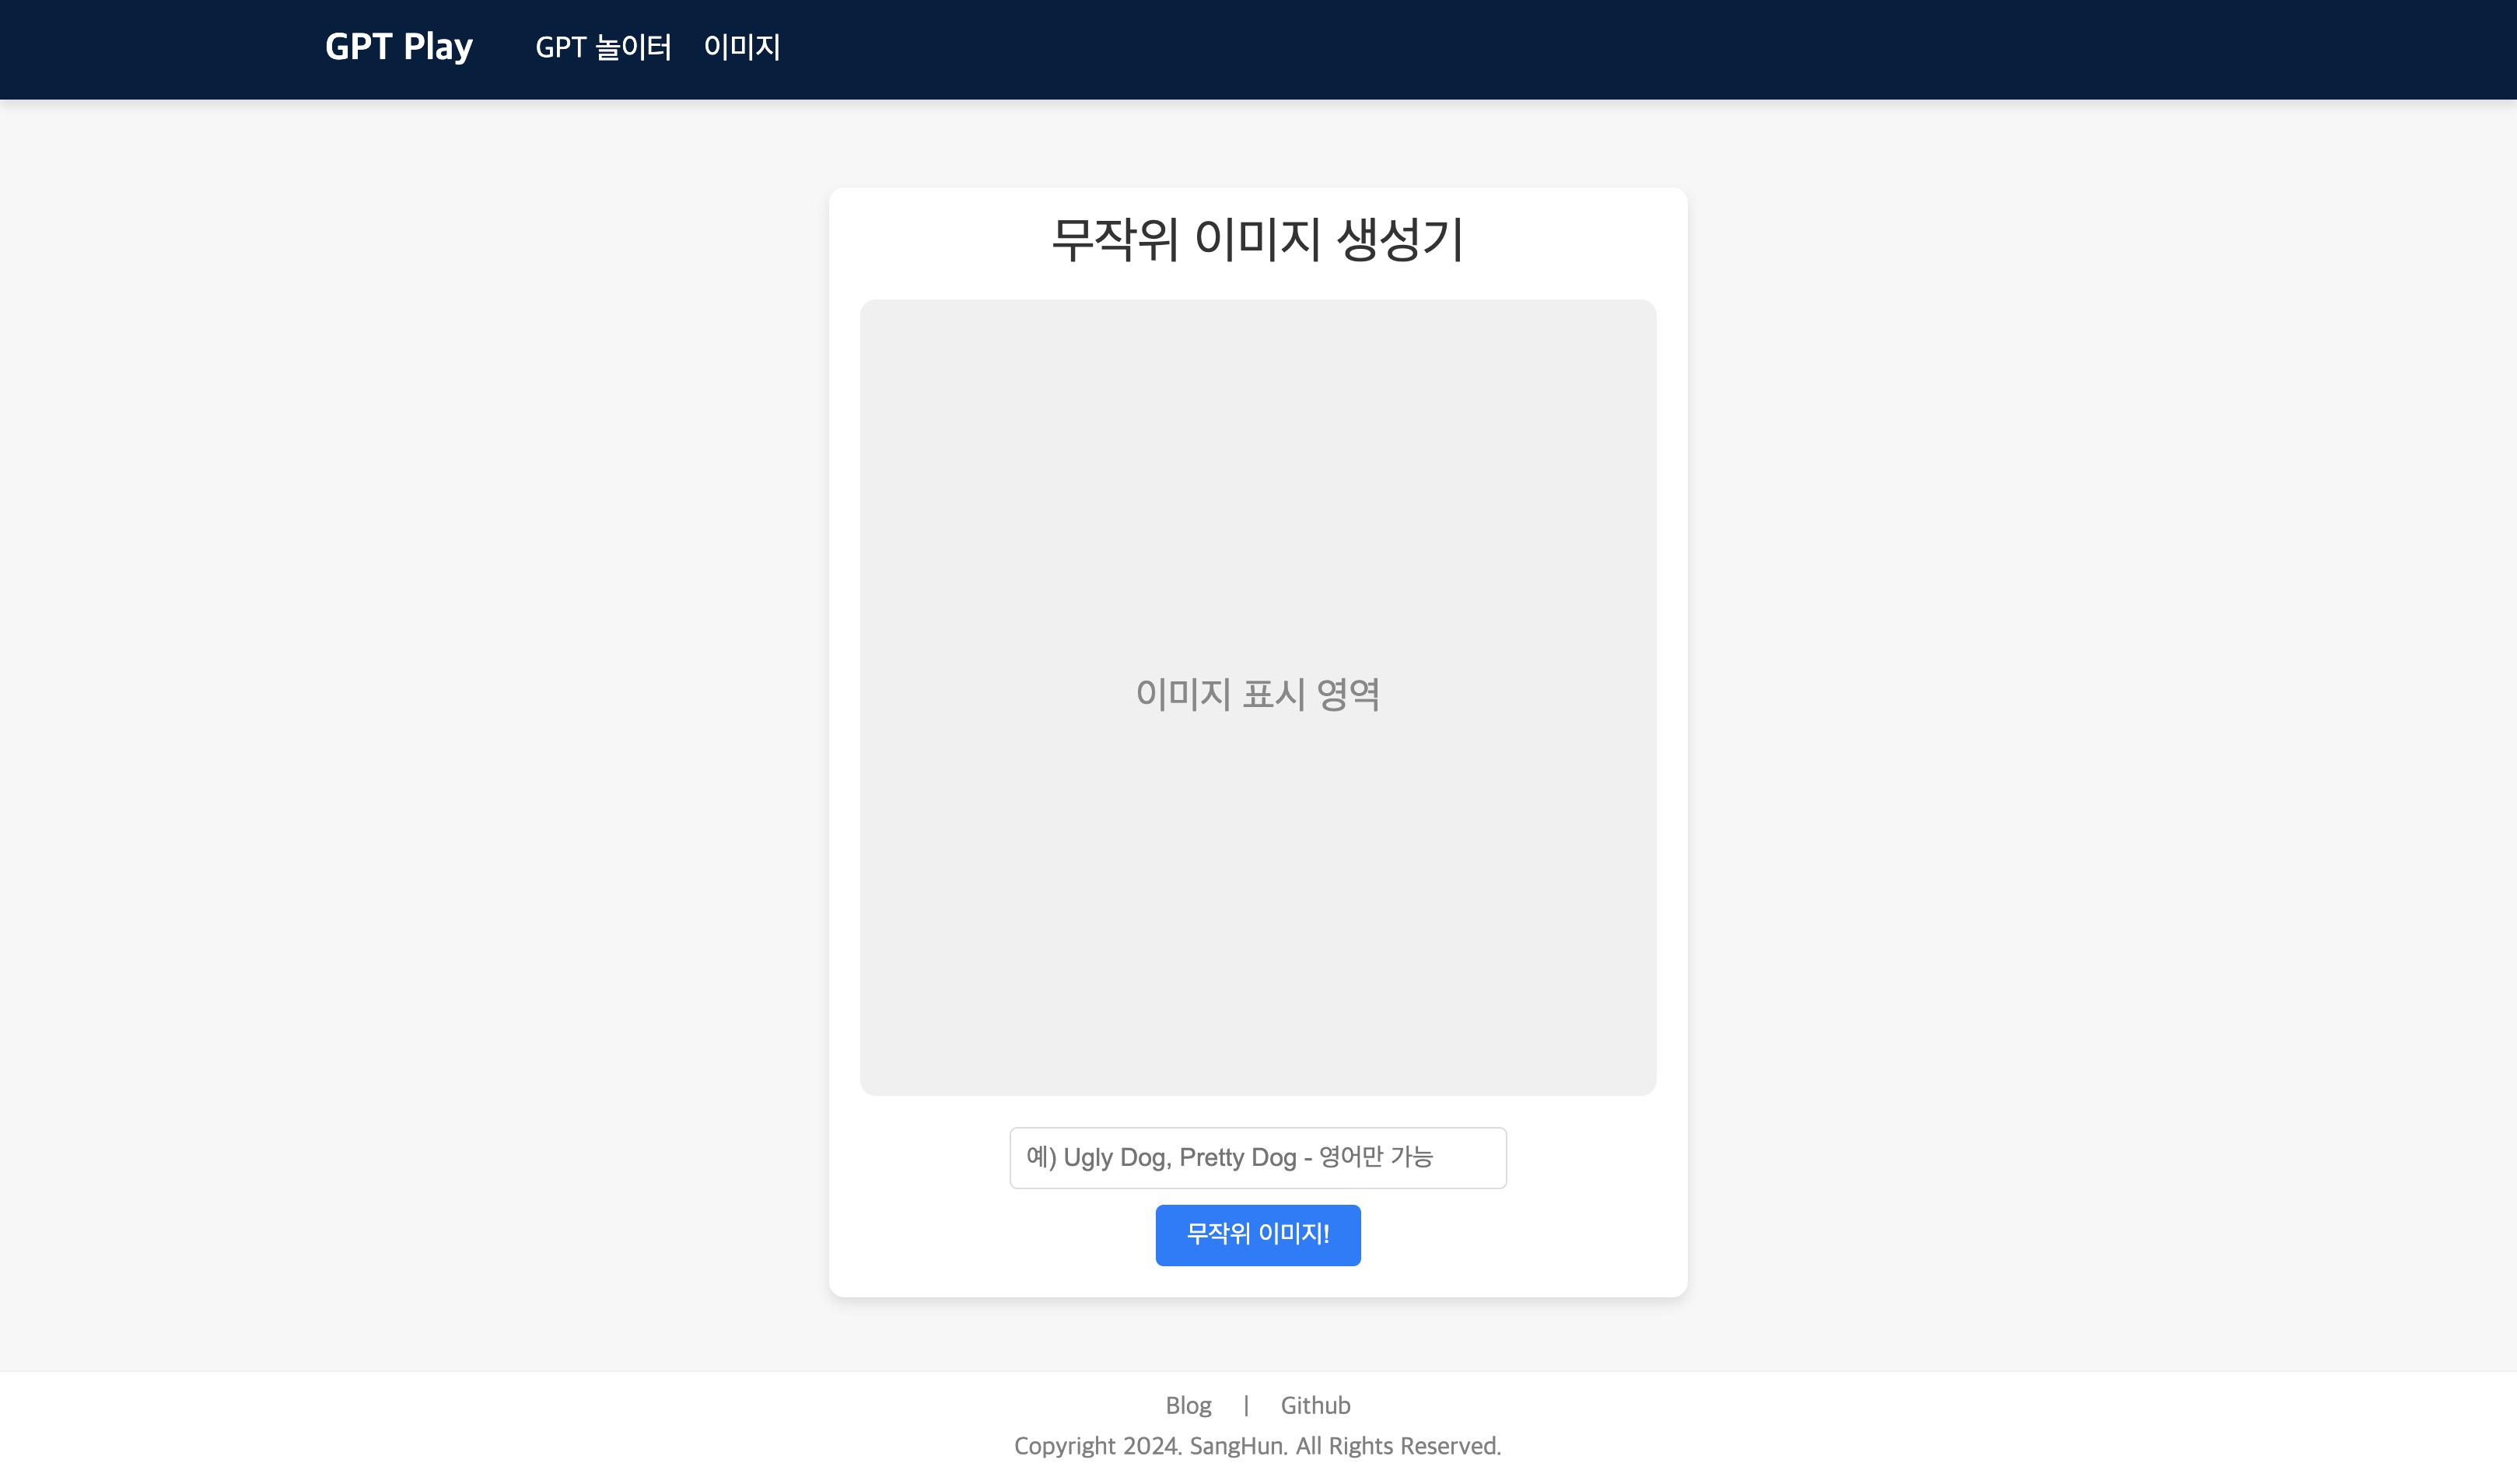 GPT Play GPT 놀이터 이미지
무작위 이미지 생성기
이미지 표시 영역
예) Ugly Dog, Pretty Dog - 영어만 가능
무작위 이미지!
Blog | Github
Copyright 2024. SangHun. All Rights Reserved.